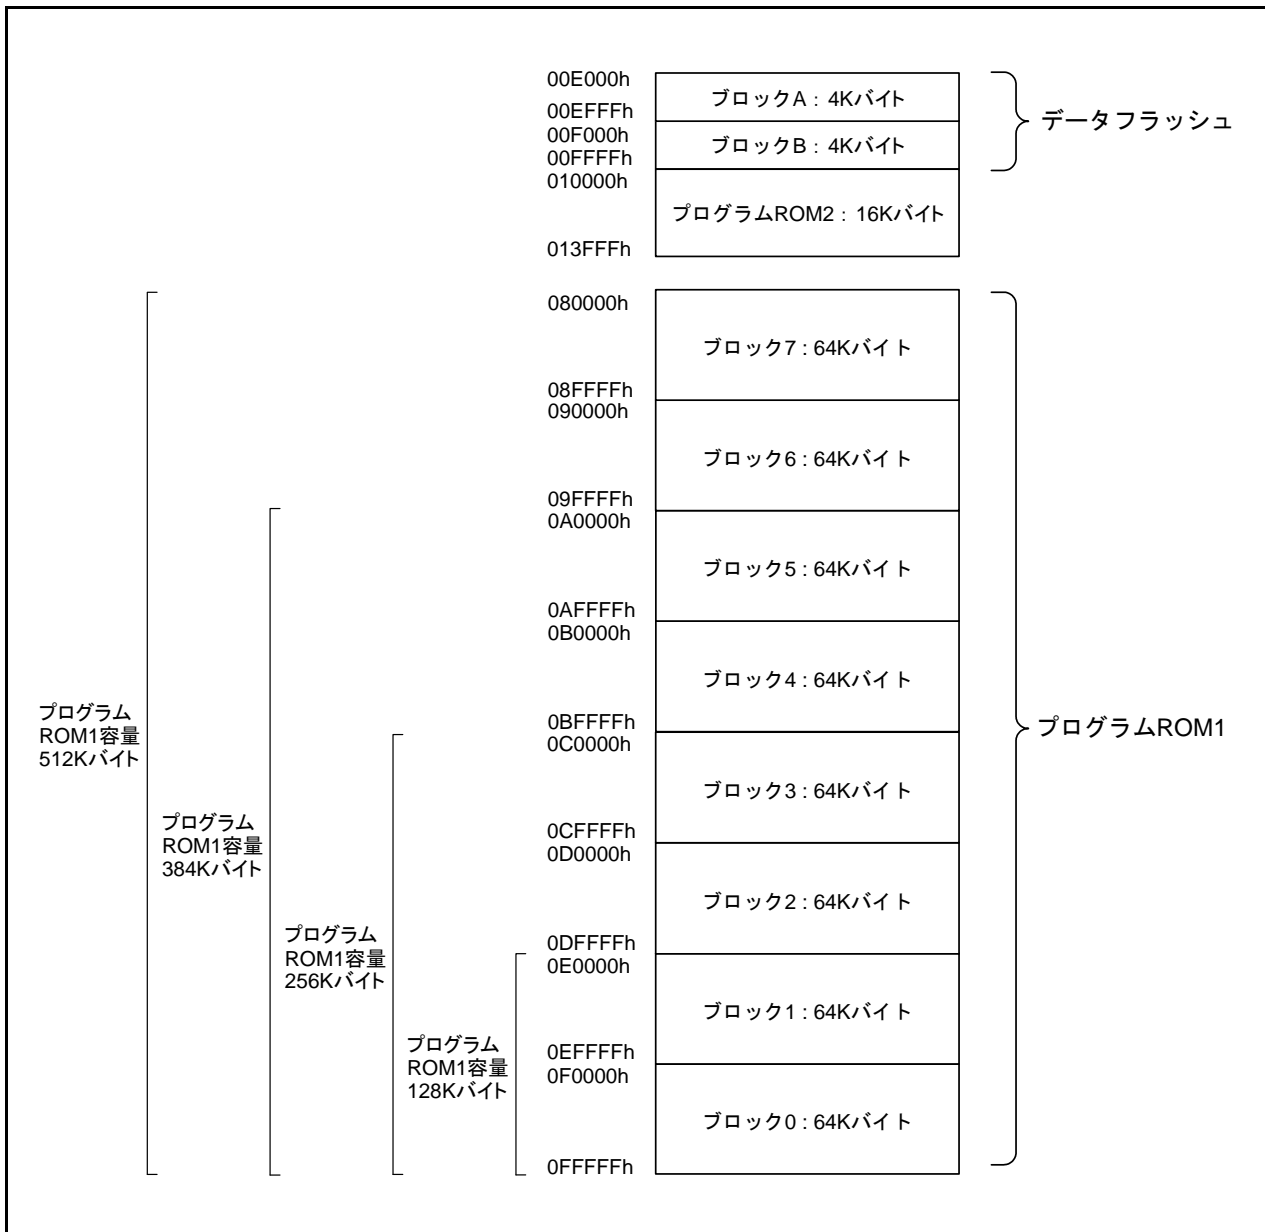 00E000h
ブロックA : 4Kバイト
00EFFFh
00F000h
ブロックB : 4Kバイト
00FFFFh
データフラッシュ
010000h
プログラムROM2 : 16Kバイト
013FFFh
080000h
ブロック7 : 64Kバイト
08FFFFh
090000h
ブロック6 : 64Kバイト
09FFFFh
0A0000h
ブロック5 : 64Kバイト
0AFFFFh
0B0000h
ブロック4 : 64Kバイト
0BFFFFh
0C0000h
ブロック3 : 64Kバイト
0CFFFFh
0D0000h
ブロック2 : 64Kバイト
0DFFFFh
0E0000h
ブロック1 : 64Kバイト
0EFFFFh
0F0000h
ブロック0 : 64Kバイト
0FFFFFh
プログラムROM1
プログラム
ROM1容量
512Kバイト
プログラム
ROM1容量
384Kバイト
プログラム
ROM1容量
256Kバイト
プログラム
ROM1容量
128Kバイト